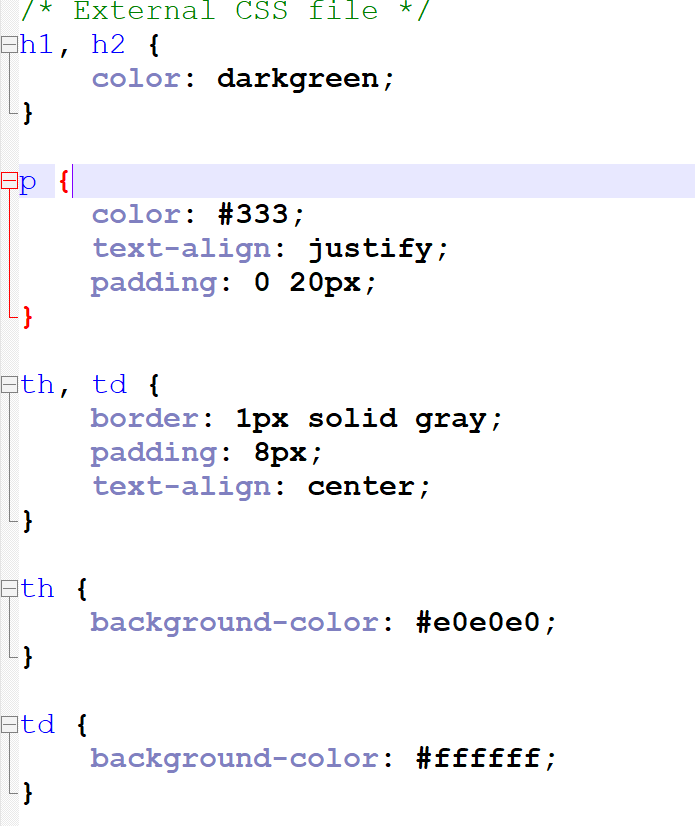 /* External CSS file */
h1, h2 {
    color: darkgreen;
}

p {
    color: #333;
    text-align: justify;
    padding: 0 20px;
}

th, td {
    border: 1px solid gray;
    padding: 8px;
    text-align: center;
}

th {
    background-color: #e0e0e0;
}

td {
    background-color: #ffffff;
}